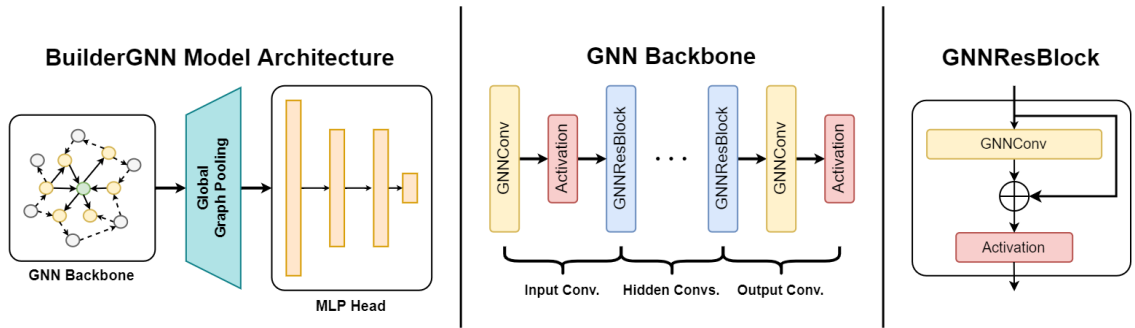 BuilderGNN Model Architecture
GNN Backbone
Global
Graph Pooling
MLP Head
GNN Backbone
GNNConv
Activation
GNNResBlock
. . .
GNNResBlock
GNNConv
Activation
Input Conv.
Hidden Convs.
Output Conv.
GNNResBlock
GNNConv
Activation